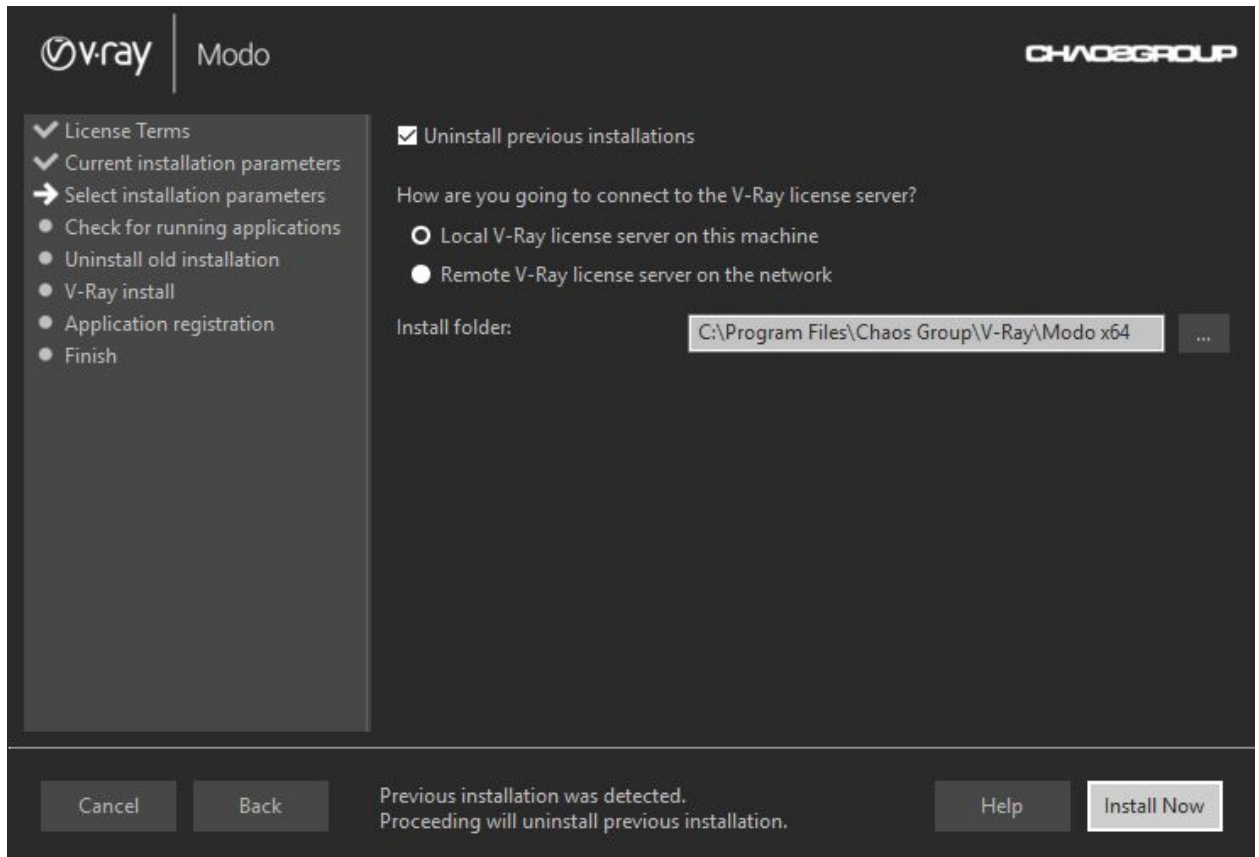 v·ray
Modo
CHAOSGROUP
License Terms
Current installation parameters
Select installation parameters
Check for running applications
Uninstall old installation
V-Ray install
Application registration
Finish
Uninstall previous installations
How are you going to connect to the V-Ray license server?
Local V-Ray license server on this machine
Remote V-Ray license server on the network
Install folder:
C:\Program Files\Chaos Group\V-Ray\Modo x64
...
Cancel
Back
Previous installation was detected.
Proceeding will uninstall previous installation.
Help
Install Now